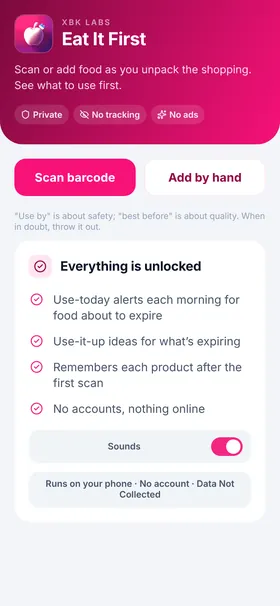 XBK LABS
Eat It First
Scan or add food as you unpack the shopping.
See what to use first.
Private
No tracking
No ads
Scan barcode
Add by hand
"Use by" is about safety; "best before" is about quality. When
in doubt, throw it out.
Everything is unlocked
Use-today alerts each morning for
food about to expire
Use-it-up ideas for what’s expiring
Remembers each product after the
first scan
No accounts, nothing online
Sounds
Runs on your phone · No account · Data Not
Collected